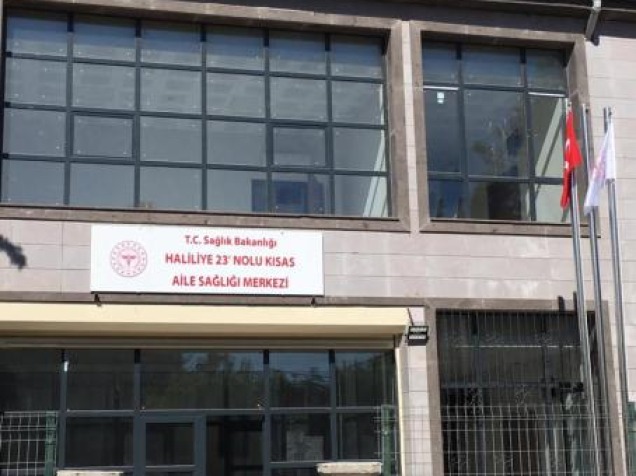 T.C. Sağlık Bakanlığı
HALİLİYE 23' NOLU KISAS
AİLE SAĞLIĞI MERKEZİ